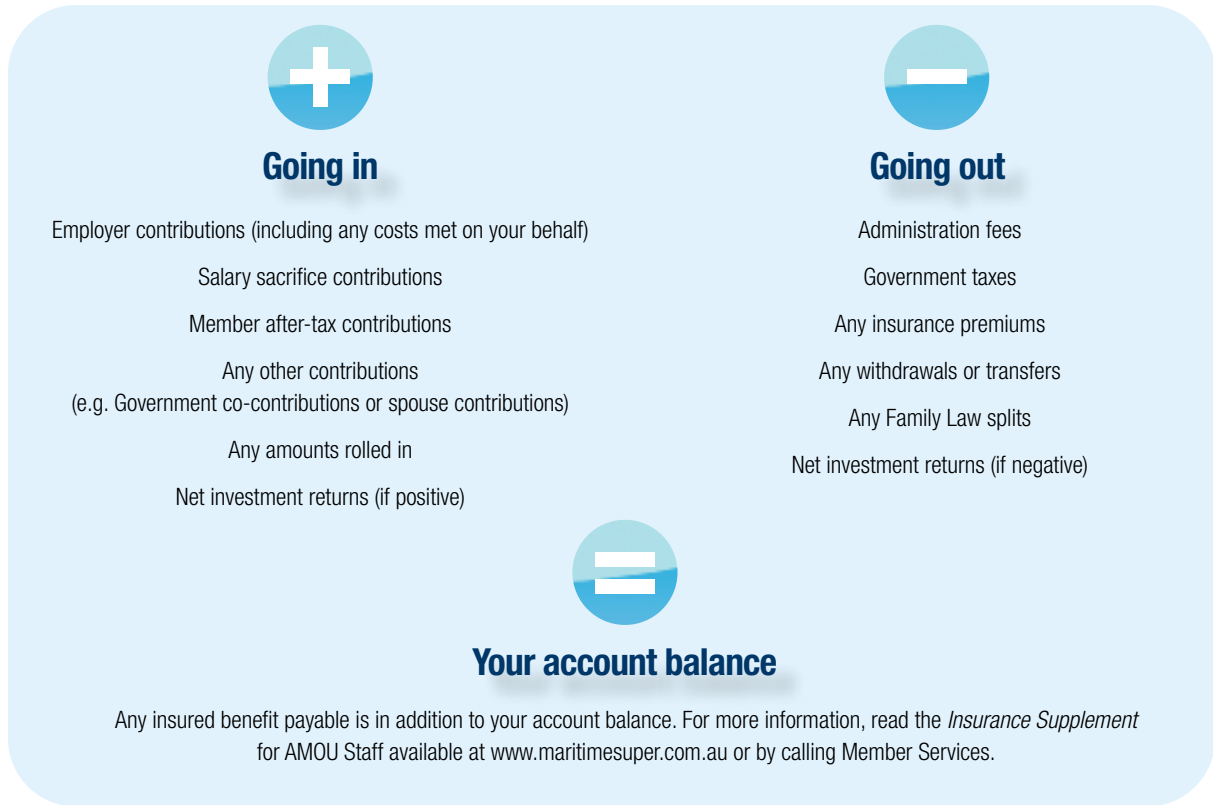 Going in
Employer contributions (including any costs met on your behalf)
Salary sacrifice contributions
Member after-tax contributions
Any other contributions
(e.g. Government co-contributions or spouse contributions)
Any amounts rolled in
Net investment returns (if positive)
Going out
Administration fees
Government taxes
Any insurance premiums
Any withdrawals or transfers
Any Family Law splits
Net investment returns (if negative)
Your account balance
Any insured benefit payable is in addition to your account balance. For more information, read the Insurance Supplement
for AMOU Staff available at www.maritimesuper.com.au or by calling Member Services.